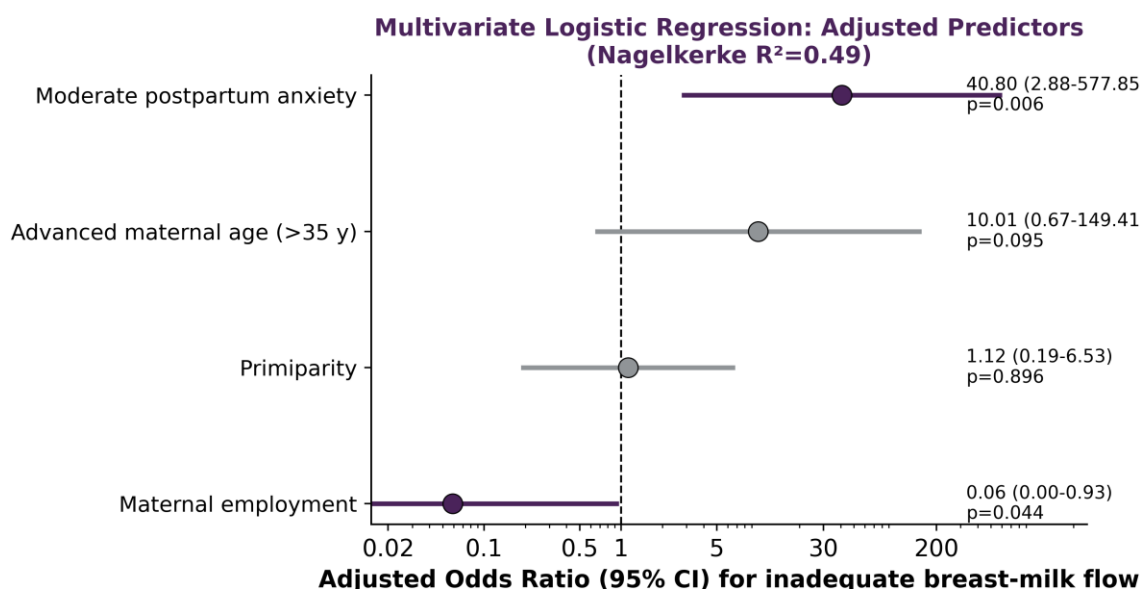 Multivariate Logistic Regression: Adjusted Predictors
(Nagelkerke R²=0.49)
Moderate postpartum anxiety
40.80 (2.88-577.85
p=0.006
Advanced maternal age (>35 y)
10.01 (0.67-149.41
p=0.095
Primiparity
1.12 (0.19-6.53)
p=0.896
Maternal employment
0.06 (0.00-0.93)
p=0.044
0.02 0.1 0.5 1 5 30 200
Adjusted Odds Ratio (95% CI) for inadequate breast-milk flow